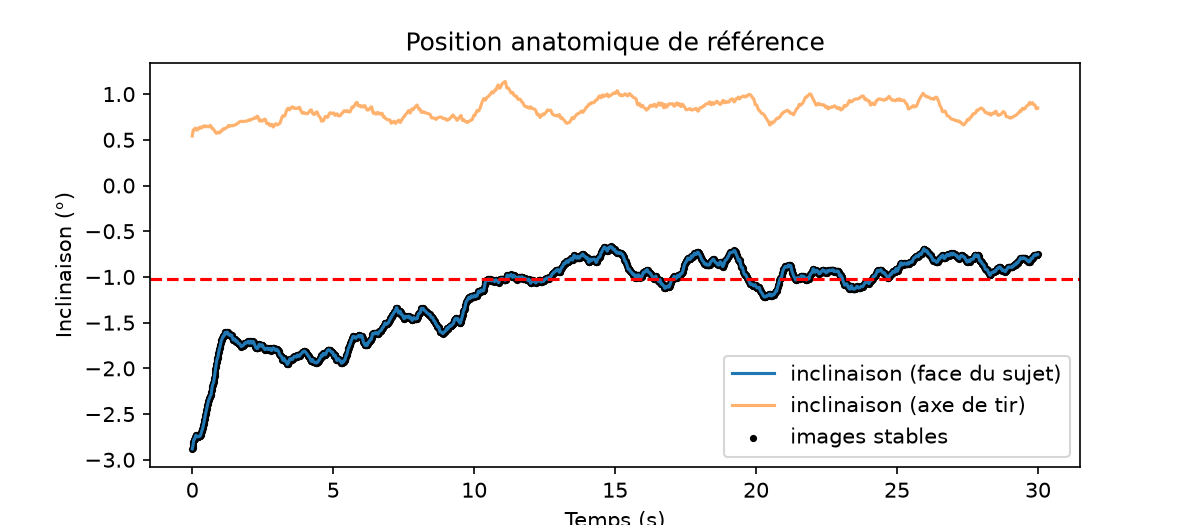 Position anatomique de référence
Inclinaison (°)
1.0
0.5
0.0
−0.5
−1.0
−1.5
−2.0
−2.5
−3.0
inclinaison (face du sujet)
inclinaison (axe de tir)
images stables
0 5 10 15 20 25 30
Temps (s)